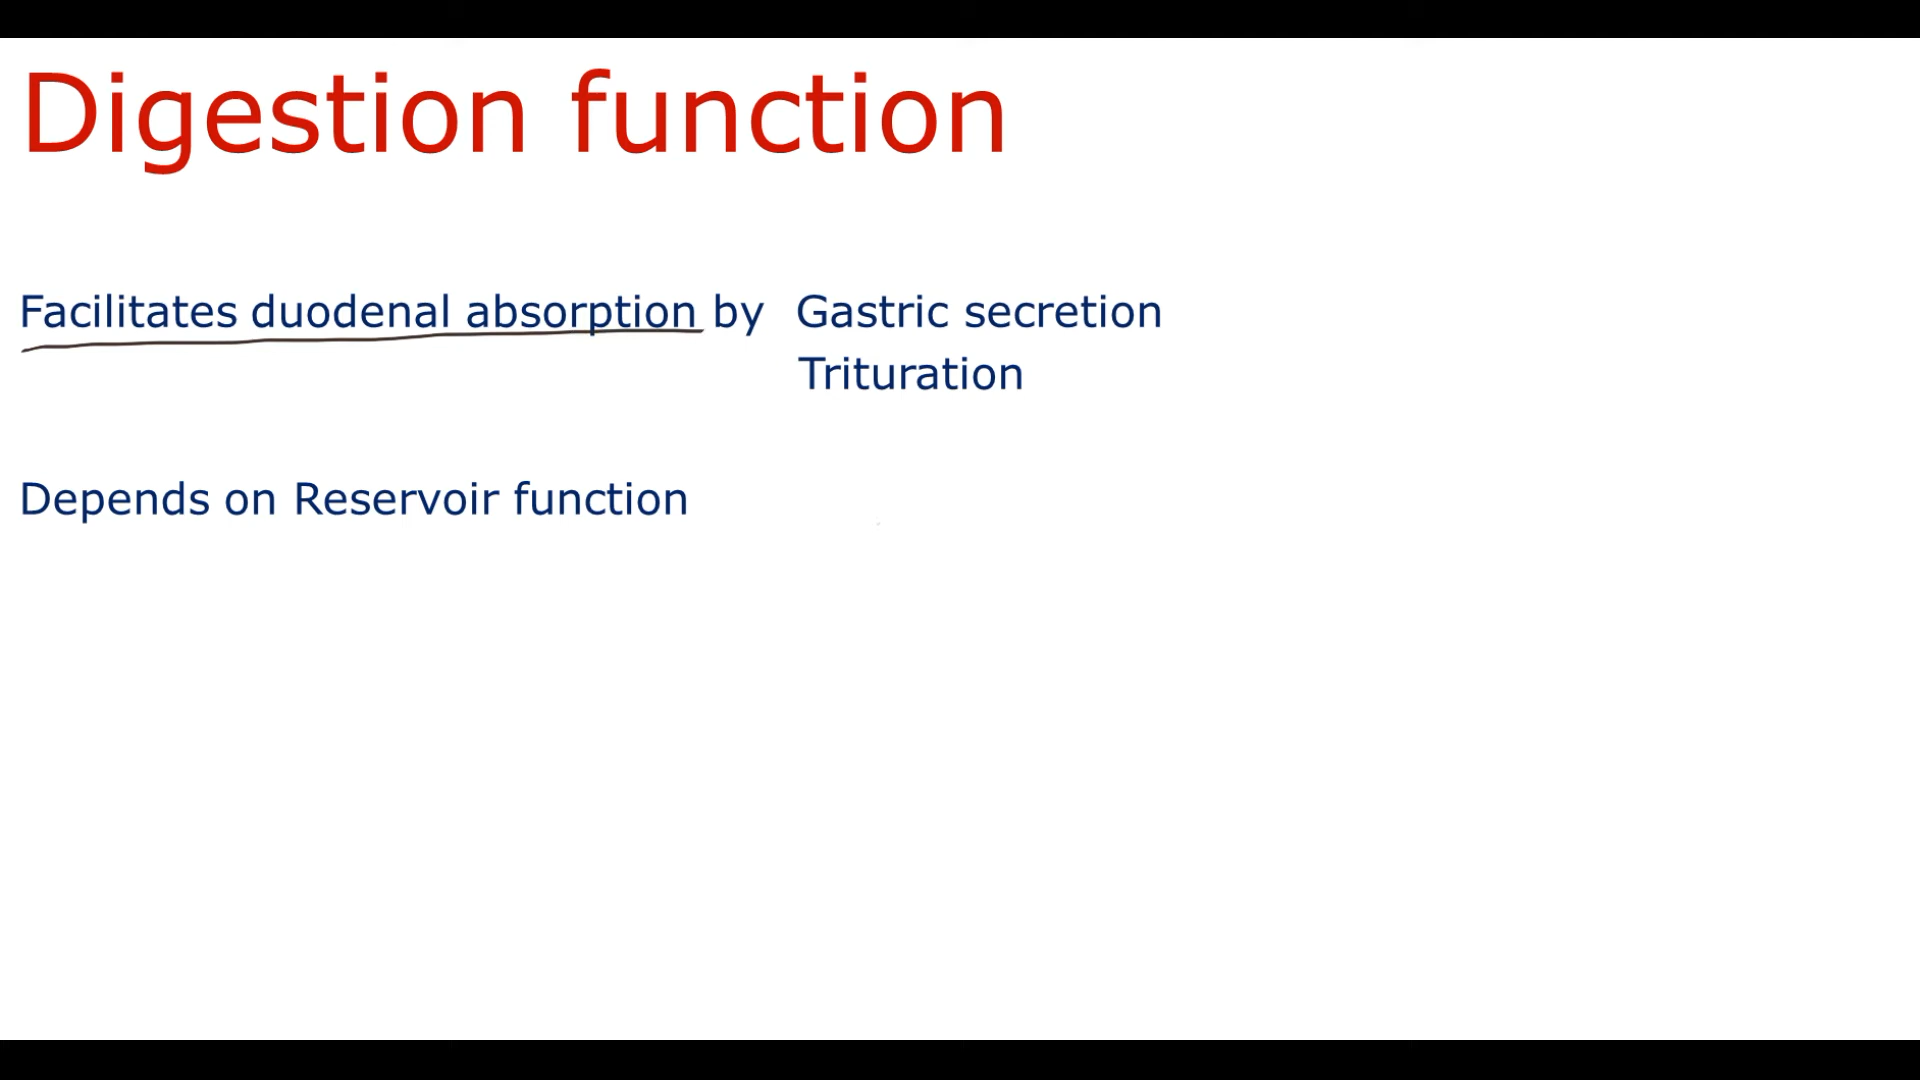 Digestion function
Facilitates duodenal absorption by Gastric secretion
Trituration
Depends on Reservoir function